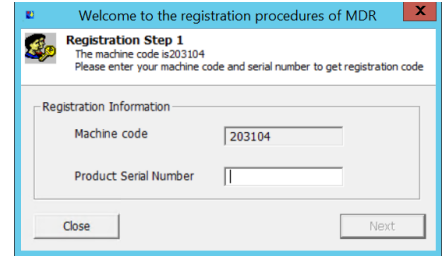 Welcome to the registration procedures of MDR
X
Registration Step 1
The machine code is203104
Please enter your machine code and serial number to get registration code
Registration Information
Machine code 203104
Product Serial Number
Close Next